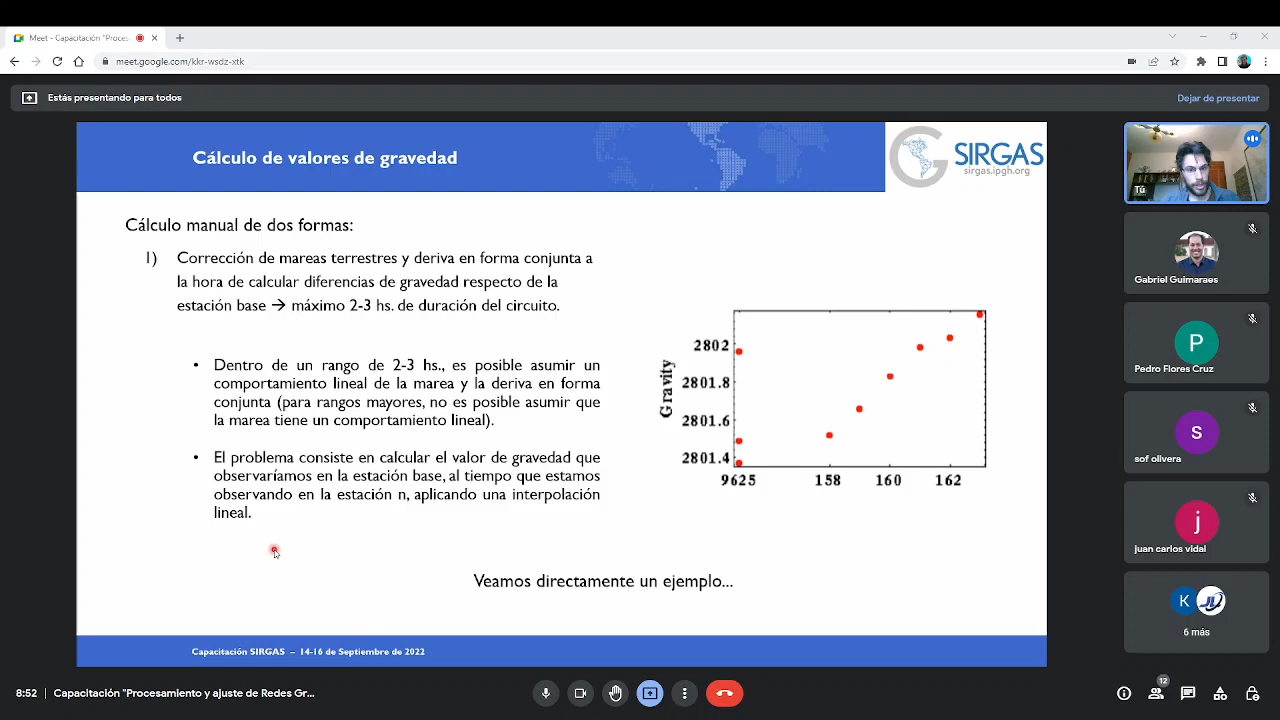 Meet - Capacitación "Proces
meet.google.com/kkr-wsdz-xtk
Estás presentando para todos
Dejar de presentar
Cálculo de valores de gravedad
SIRGAS
sirgas.ipgh.org
Cálculo manual de dos formas:
1) Corrección de mareas terrestres y deriva en forma conjunta a
la hora de calcular diferencias de gravedad respecto de la
estación base → máximo 2-3 hs. de duración del circuito.
• Dentro de un rango de 2-3 hs., es posible asumir un
comportamiento lineal de la marea y la deriva en forma
conjunta (para rangos mayores, no es posible asumir que
la marea tiene un comportamiento lineal).
• El problema consiste en calcular el valor de gravedad que
observaríamos en la estación base, al tiempo que estamos
observando en la estación n, aplicando una interpolación
lineal.
Gravity
2802
2801.8
2801.6
2801.4
9625 158 160 162
Veamos directamente un ejemplo...
Capacitación SIRGAS – 14-16 de Septiembre de 2022
Tú
Gabriel Guimaraes
P
Pedro Flores Cruz
s
sof olivera
j
juan carlos vidal
K
6 más
8:52 | Capacitación "Procesamiento y ajuste de Redes Gr...
12